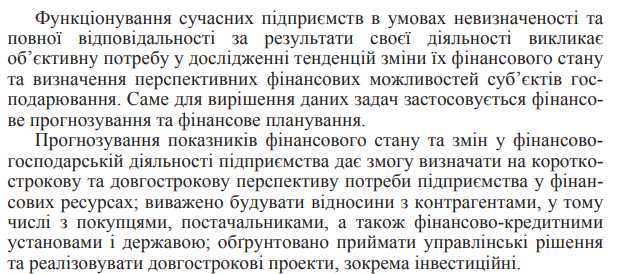 Функціонування сучасних підприємств в умовах невизначеності та
повної відповідальності за результати своєї діяльності викликає
об’єктивну потребу у дослідженні тенденцій зміни їх фінансового стану
та визначення перспективних фінансових можливостей суб’єктів гос-
подарювання. Саме для вирішення даних задач застосовується фінансо-
ве прогнозування та фінансове планування.
Прогнозування показників фінансового стану та змін у фінансово-
господарській діяльності підприємства дає змогу визначати на коротко-
строкову та довгострокову перспективу потреби підприємства у фінан-
сових ресурсах; виважено будувати відносини з контрагентами, у тому
числі з покупцями, постачальниками, а також фінансово-кредитними
установами і державою; обґрунтовано приймати управлінські рішення
та реалізовувати довгострокові проекти, зокрема інвестиційні.